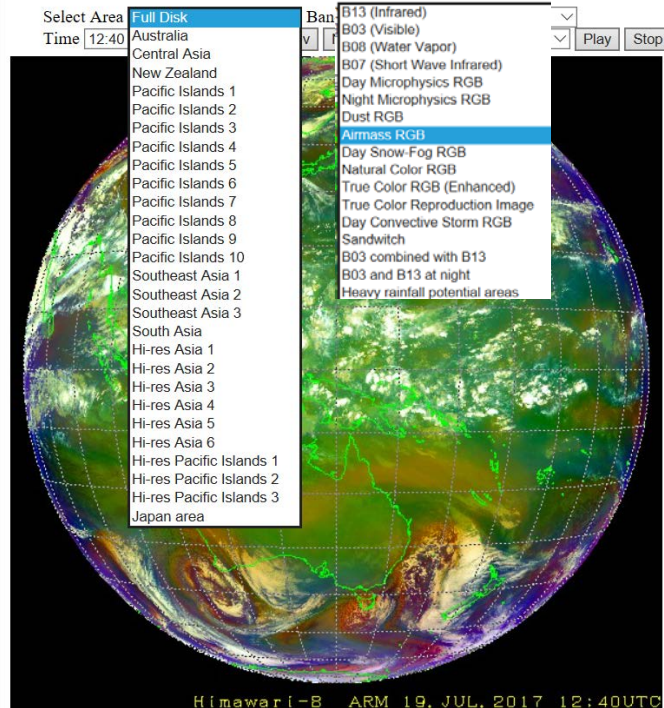 Select Area
Time 12:40
Full Disk
Australia
Central Asia
New Zealand
Pacific Islands 1
Pacific Islands 2
Pacific Islands 3
Pacific Islands 4
Pacific Islands 5
Pacific Islands 6
Pacific Islands 7
Pacific Islands 8
Pacific Islands 9
Pacific Islands 10
Southeast Asia 1
Southeast Asia 2
Southeast Asia 3
South Asia
Hi-res Asia 1
Hi-res Asia 2
Hi-res Asia 3
Hi-res Asia 4
Hi-res Asia 5
Hi-res Asia 6
Hi-res Pacific Islands 1
Hi-res Pacific Islands 2
Hi-res Pacific Islands 3
Japan area
B13 (Infrared)
B03 (Visible)
B08 (Water Vapor)
B07 (Short Wave Infrared)
Day Microphysics RGB
Night Microphysics RGB
Dust RGB
Airmass RGB
Day Snow-Fog RGB
Natural Color RGB
True Color RGB (Enhanced)
True Color Reproduction Image
Day Convective Storm RGB
Sandwitch
B03 combined with B13
B03 and B13 at night
Heavy rainfall potential areas
Play Stop
Himawari-8 ARM 19.JUL.2017 12:40UTC